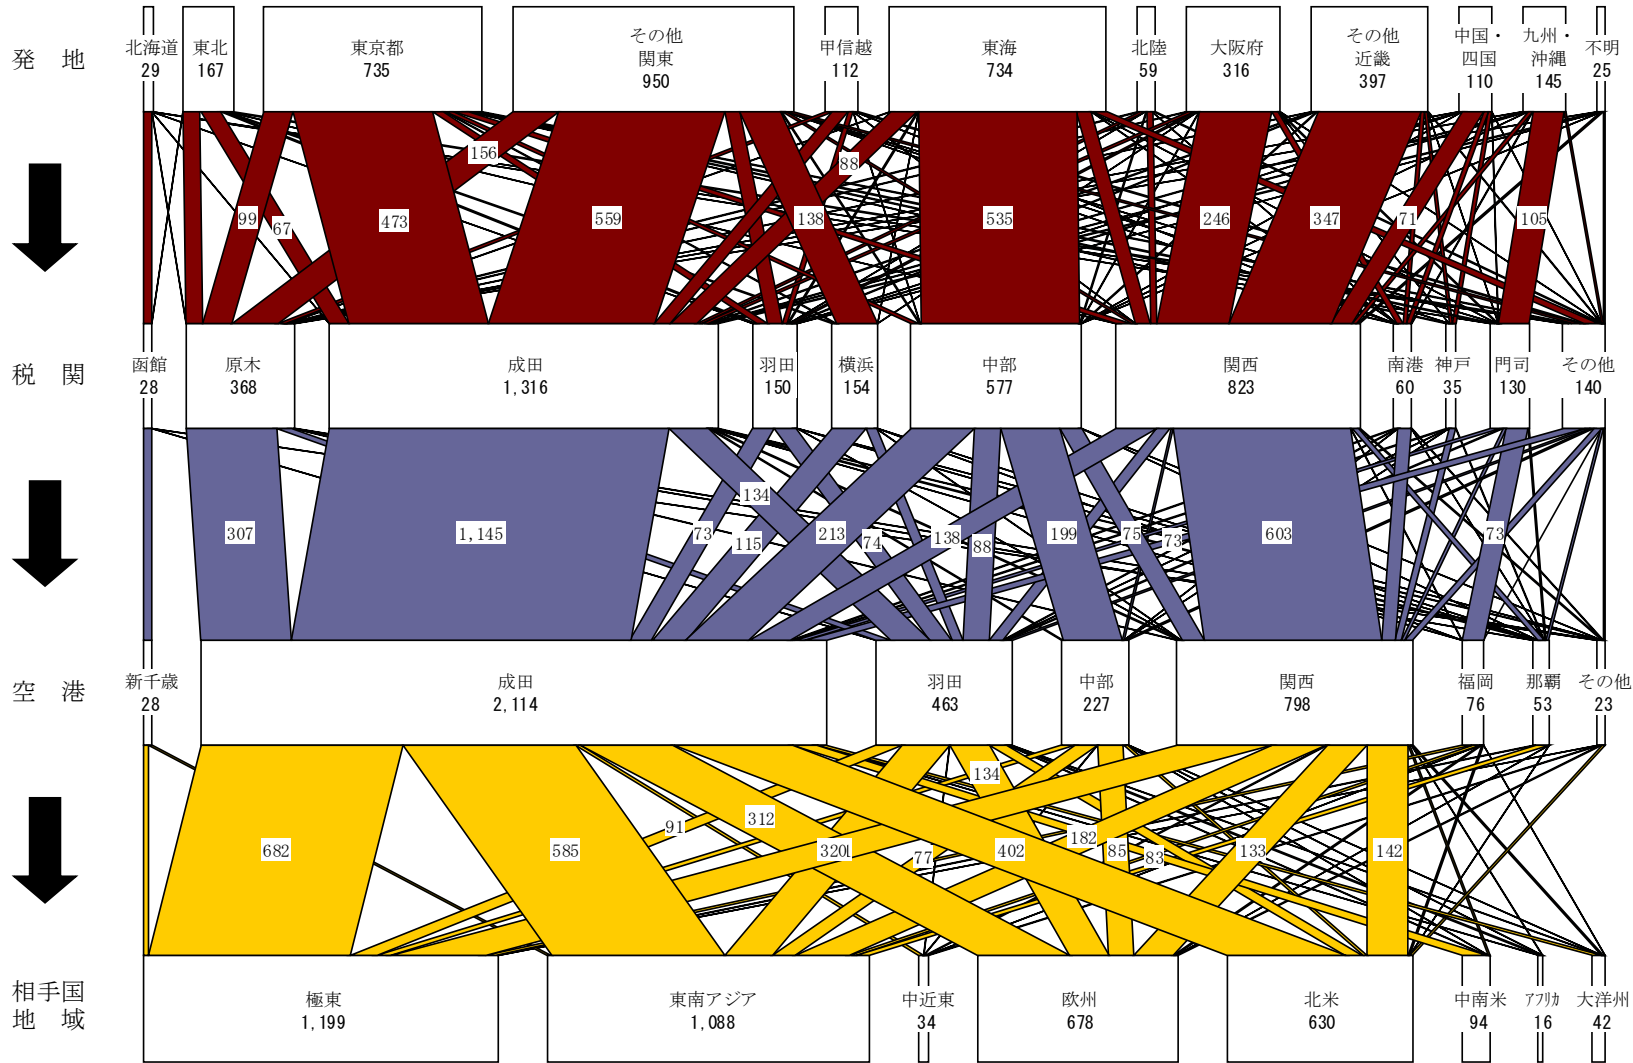 発 地
北海道
29
東北
167
東京都
735
その他
関東
950
甲信越
112
東海
734
北陸
59
大阪府
316
その他
近畿
397
中国・
四国
110
九州・
沖縄
145
不明
25
156
88
99
67
473
559
138
535
246
347
71
105
税 関
函館
28
原木
368
成田
1,316
羽田
150
横浜
154
中部
577
関西
823
南港
60
神戸
35
門司
130
その他
140
134
307
1,145
73
115
213
74
138
88
199
75
73
603
73
空 港
新千歳
28
成田
2,114
羽田
463
中部
227
関西
798
福岡
76
那覇
53
その他
23
134
312
91
182
682
585
320
77
402
85
83
133
142
相手国
地 域
極東
1,199
東南アジア
1,088
中近東
34
欧州
678
北米
630
中南米
94
アフリカ
16
大洋州
42